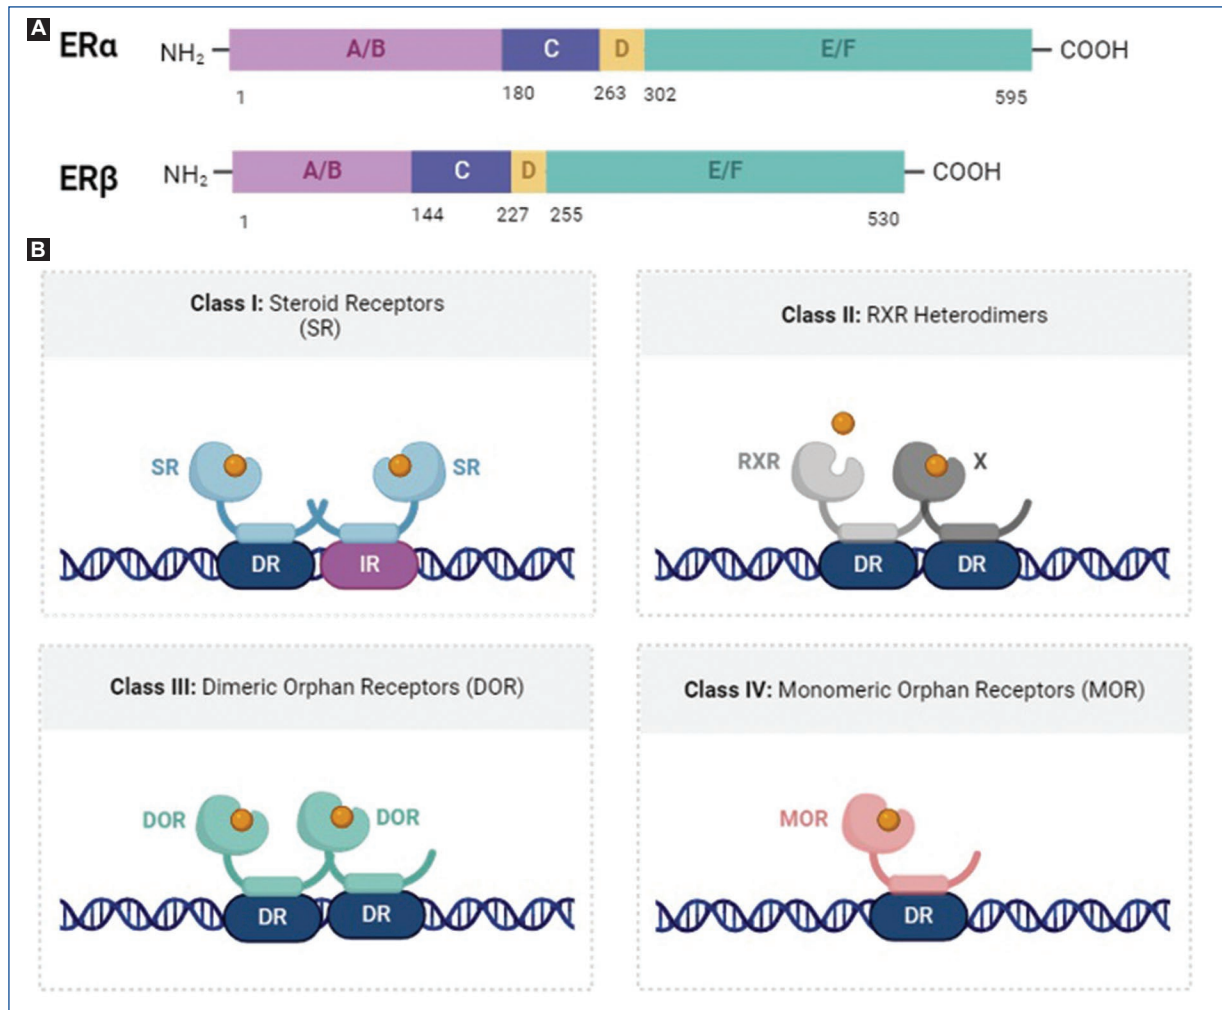 A
ERα NH₂ A/B C D E/F COOH
1 180 263 302 595
ERβ NH₂ A/B C D E/F COOH
1 144 227 255 530
B
Class I: Steroid Receptors
(SR)
SR SR
DR IR
Class II: RXR Heterodimers
RXR X
DR DR
Class III: Dimeric Orphan Receptors (DOR)
DOR DOR
DR DR
Class IV: Monomeric Orphan Receptors (MOR)
MOR
DR